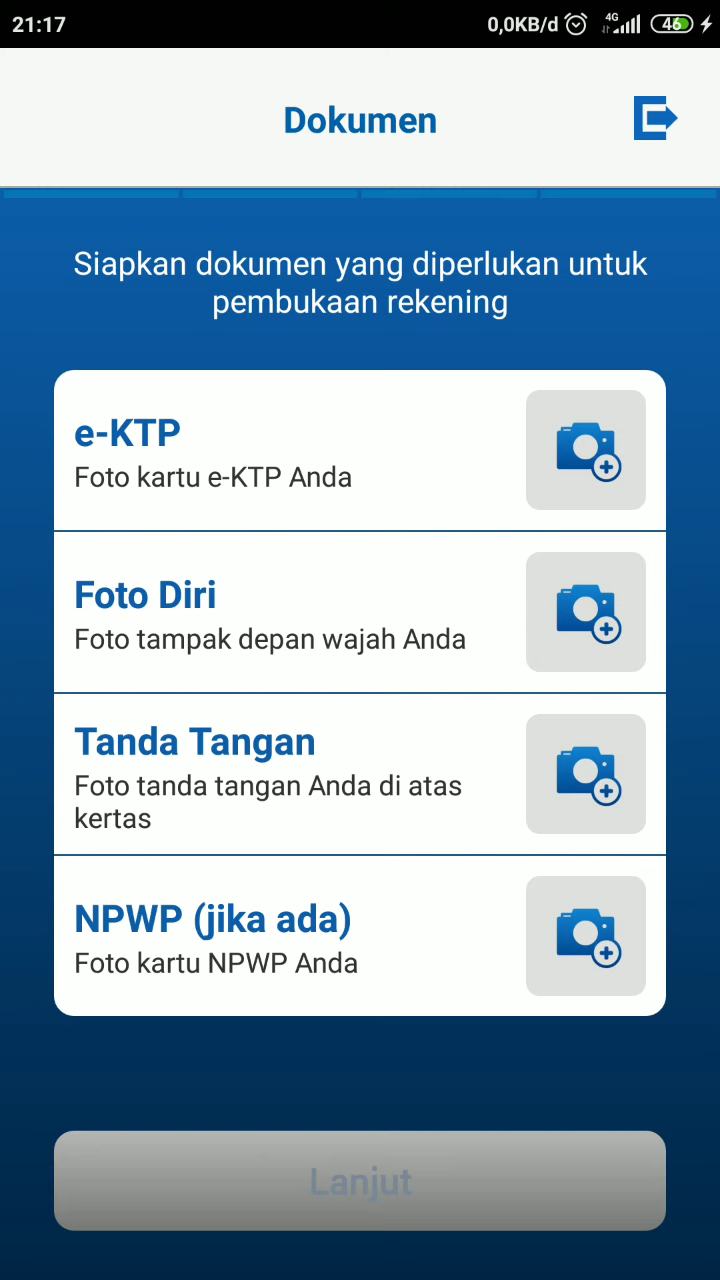 21:17
0,0KB/d
4G
46
Dokumen
Siapkan dokumen yang diperlukan untuk
pembukaan rekening
e-KTP
Foto kartu e-KTP Anda
Foto Diri
Foto tampak depan wajah Anda
Tanda Tangan
Foto tanda tangan Anda di atas
kertas
NPWP (jika ada)
Foto kartu NPWP Anda
Lanjut